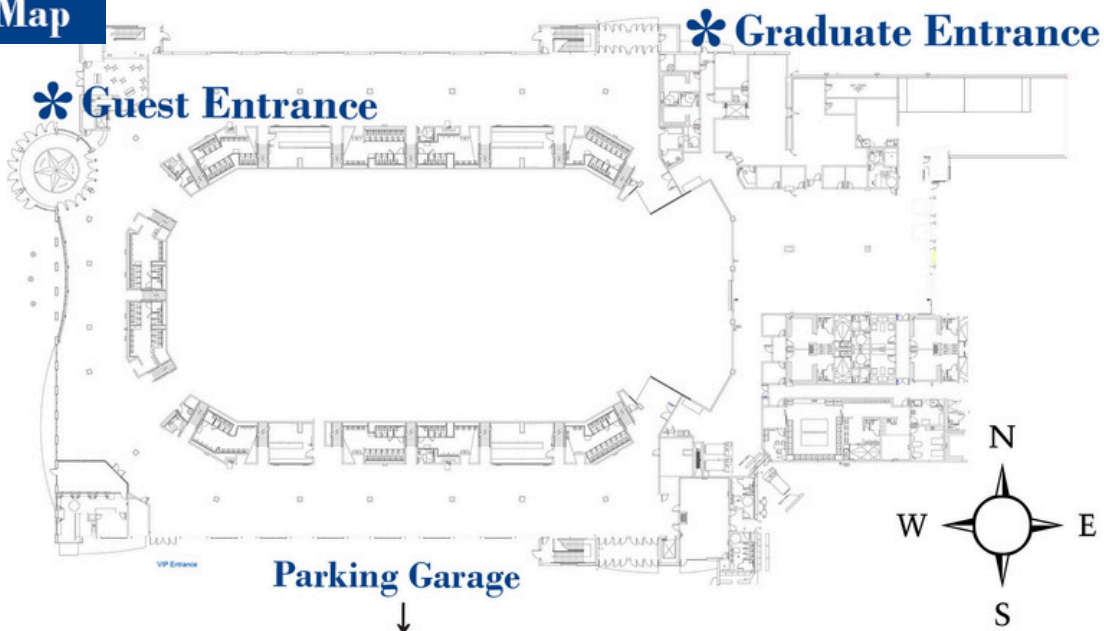 Map
* Graduate Entrance
* Guest Entrance
VIP Entrance
Parking Garage
↓
N
W
E
S